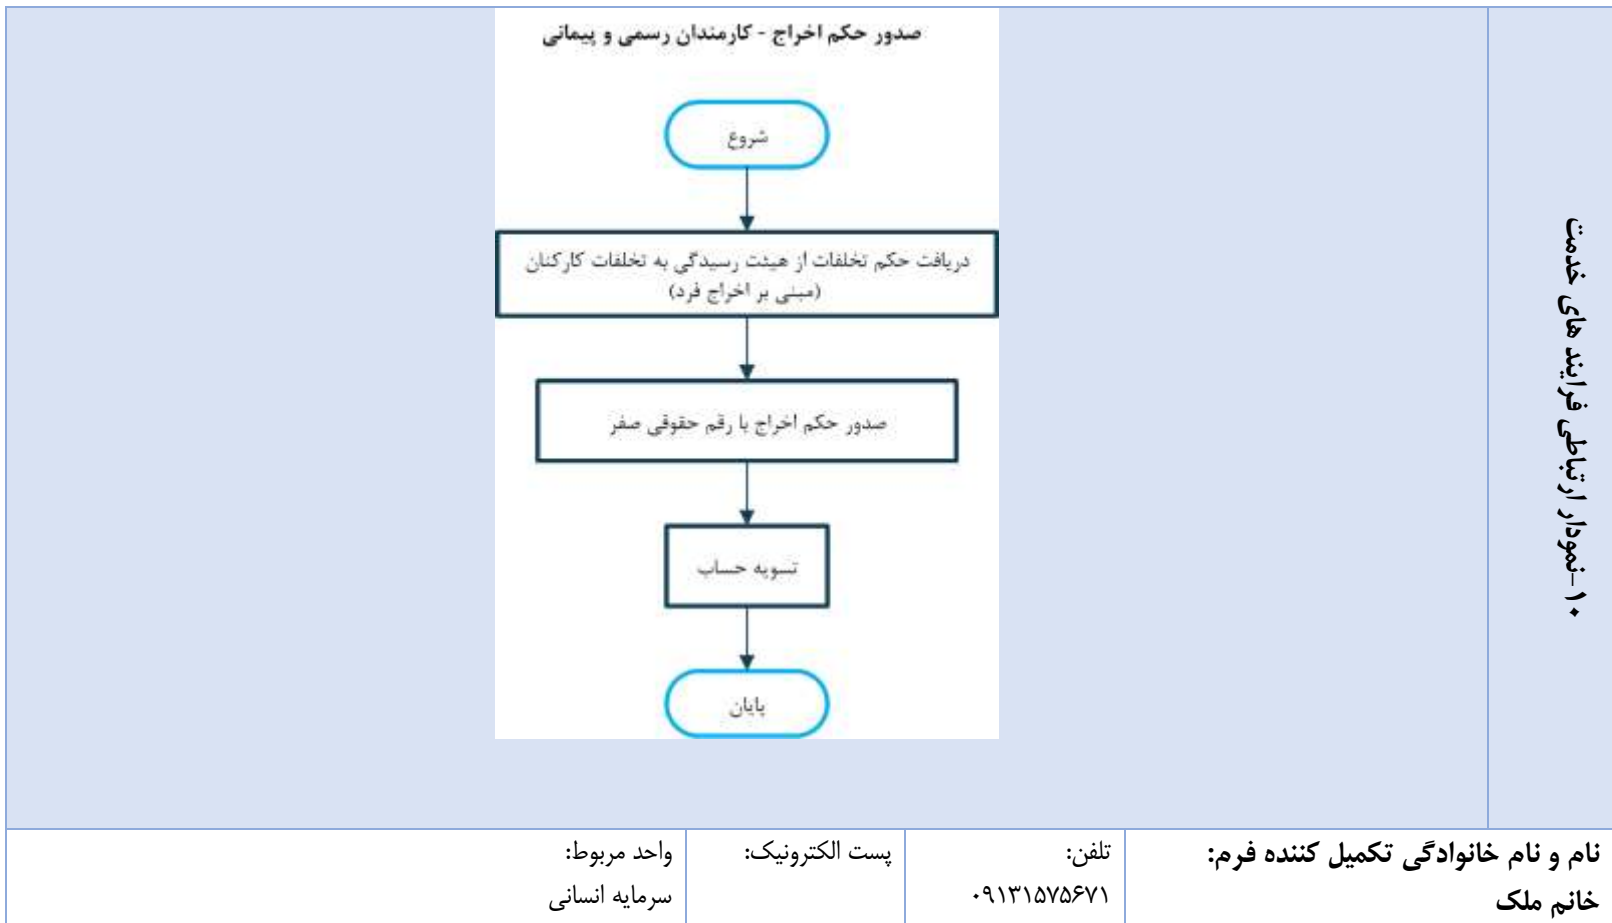 ۱۰-نمودار ارتباطی فرایند های خدمت
صدور حکم اخراج - کارمندان رسمی و پیمانی
شروع
دریافت حکم تخلفات از هیئت رسیدگی به تخلفات کارکنان
(مبنی بر اخراج فرد)
صدور حکم اخراج با رقم حقوقی صفر
تسویه حساب
پایان
نام و نام خانوادگی تکمیل کننده فرم:
خانم ملک
تلفن:
۰۹۱۳۱۵۷۵۶۷۱
پست الکترونیک:
واحد مربوط:
سرمایه انسانی